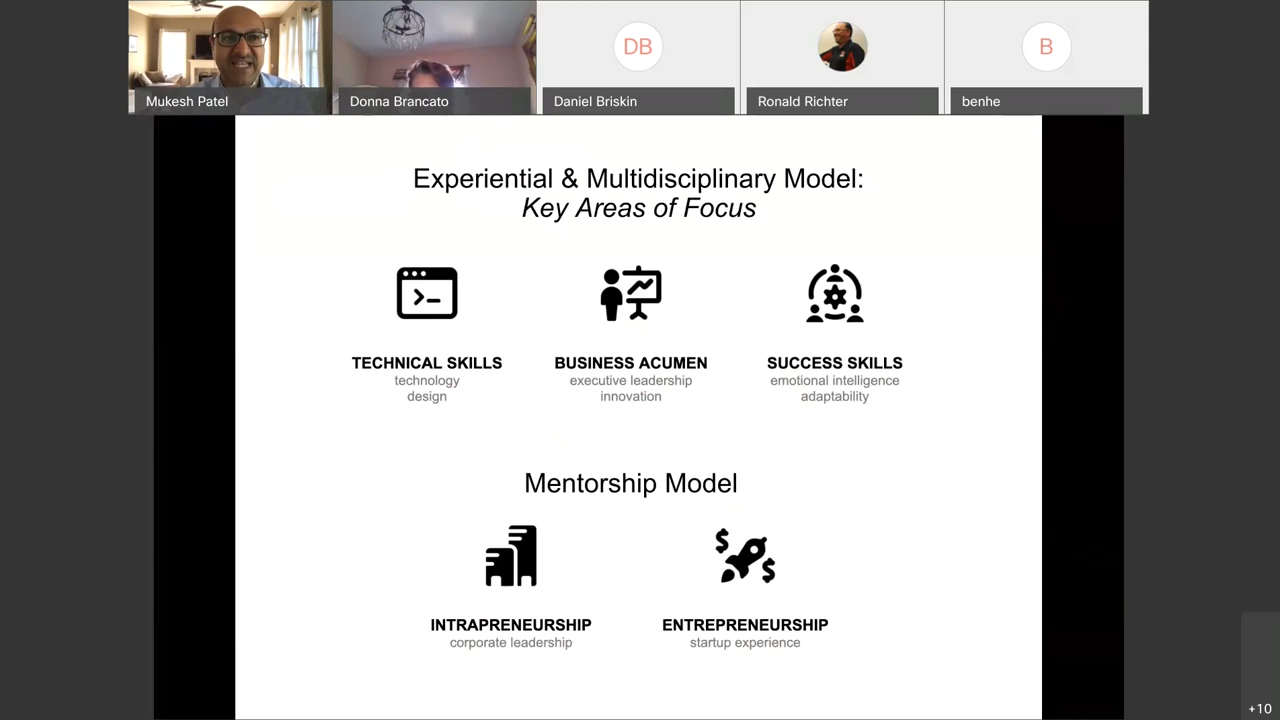 DB
B
Mukesh Patel
Donna Brancato
Daniel Briskin
Ronald Richter
benhe
Experiential & Multidisciplinary Model:
Key Areas of Focus
TECHNICAL SKILLS
technology
design
BUSINESS ACUMEN
executive leadership
innovation
SUCCESS SKILLS
emotional intelligence
adaptability
Mentorship Model
$
$
INTRAPRENEURSHIP
corporate leadership
ENTREPRENEURSHIP
startup experience
+10